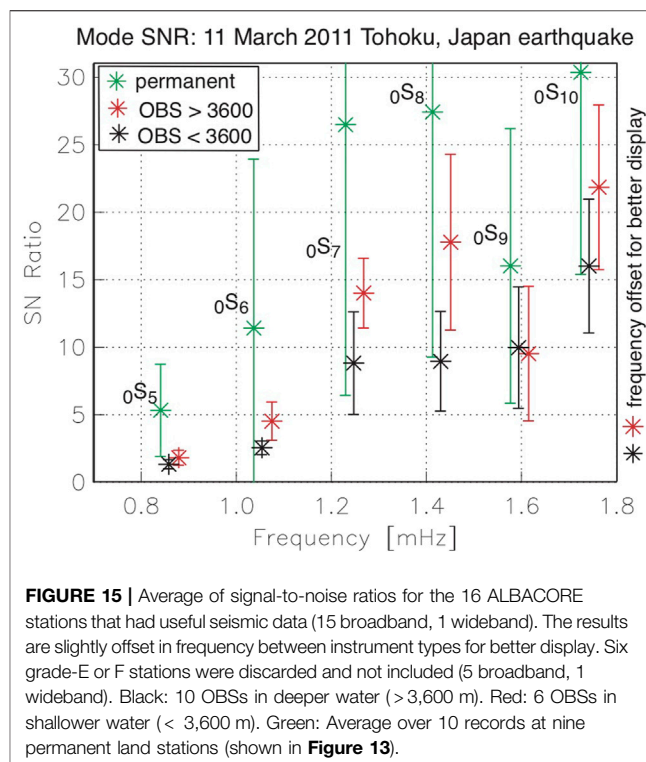 Mode SNR: 11 March 2011 Tohoku, Japan earthquake
permanent
OBS > 3600
OBS < 3600
SN Ratio
30
25
20
15
10
5
0
0S5
0S6
0S7
0S8
0S9
0S10
0.8 1.0 1.2 1.4 1.6 1.8
Frequency [mHz]
frequency offset for better display
FIGURE 15 | Average of signal-to-noise ratios for the 16 ALBACORE
stations that had useful seismic data (15 broadband, 1 wideband). The results
are slightly offset in frequency between instrument types for better display. Six
grade-E or F stations were discarded and not included (5 broadband, 1
wideband). Black: 10 OBSs in deeper water (>3,600 m). Red: 6 OBSs in
shallower water (< 3,600 m). Green: Average over 10 records at nine
permanent land stations (shown in Figure 13).